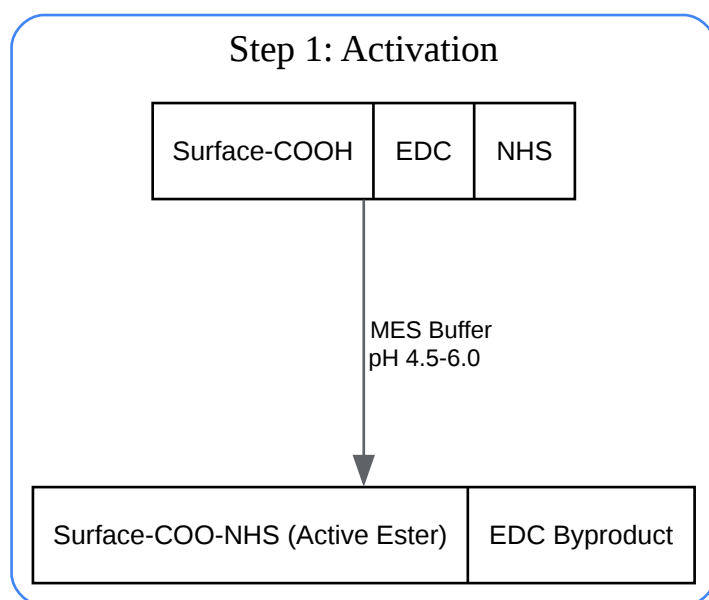 Step 1: Activation
Surface-COOH EDC NHS
MES Buffer
pH 4.5-6.0
Surface-COO-NHS (Active Ester) EDC Byproduct